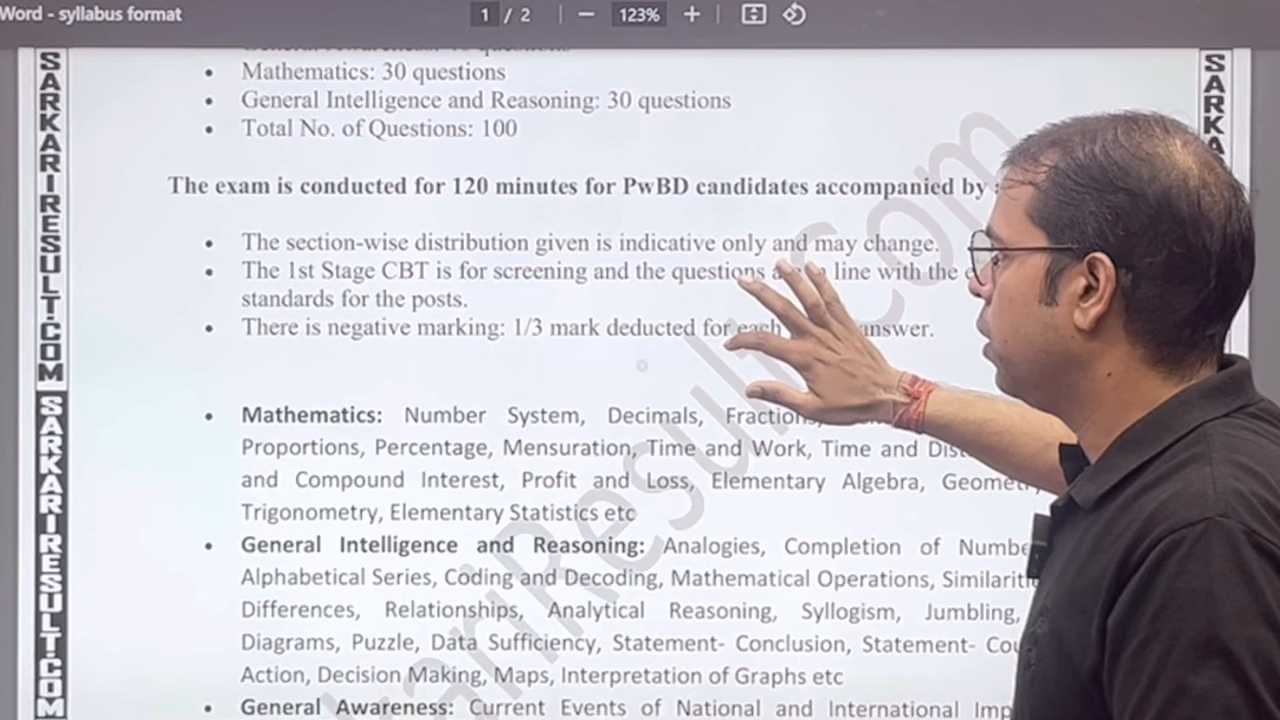 Word - syllabus format
1 / 2
123%
Mathematics: 30 questions
General Intelligence and Reasoning: 30 questions
Total No. of Questions: 100
The exam is conducted for 120 minutes for PwBD candidates accompanied by
The section-wise distribution given is indicative only and may change.
The 1st Stage CBT is for screening and the questions line with the
standards for the posts.
There is negative marking: 1/3 mark deducted for each answer.
Mathematics: Number System, Decimals, Fractions,
Proportions, Percentage, Mensuration, Time and Work, Time and
and Compound Interest, Profit and Loss, Elementary Algebra,
Trigonometry, Elementary Statistics etc
General Intelligence and Reasoning: Analogies, Completion of
Alphabetical Series, Coding and Decoding, Mathematical Operations,
Differences, Relationships, Analytical Reasoning, Syllogism, Jumbling,
Diagrams, Puzzle, Data Sufficiency, Statement- Conclusion, Statement-
Action, Decision Making, Maps, Interpretation of Graphs etc
General Awareness: Current Events of National and International
SARKARIRESULT.COM
SARKARIRESULT.COM